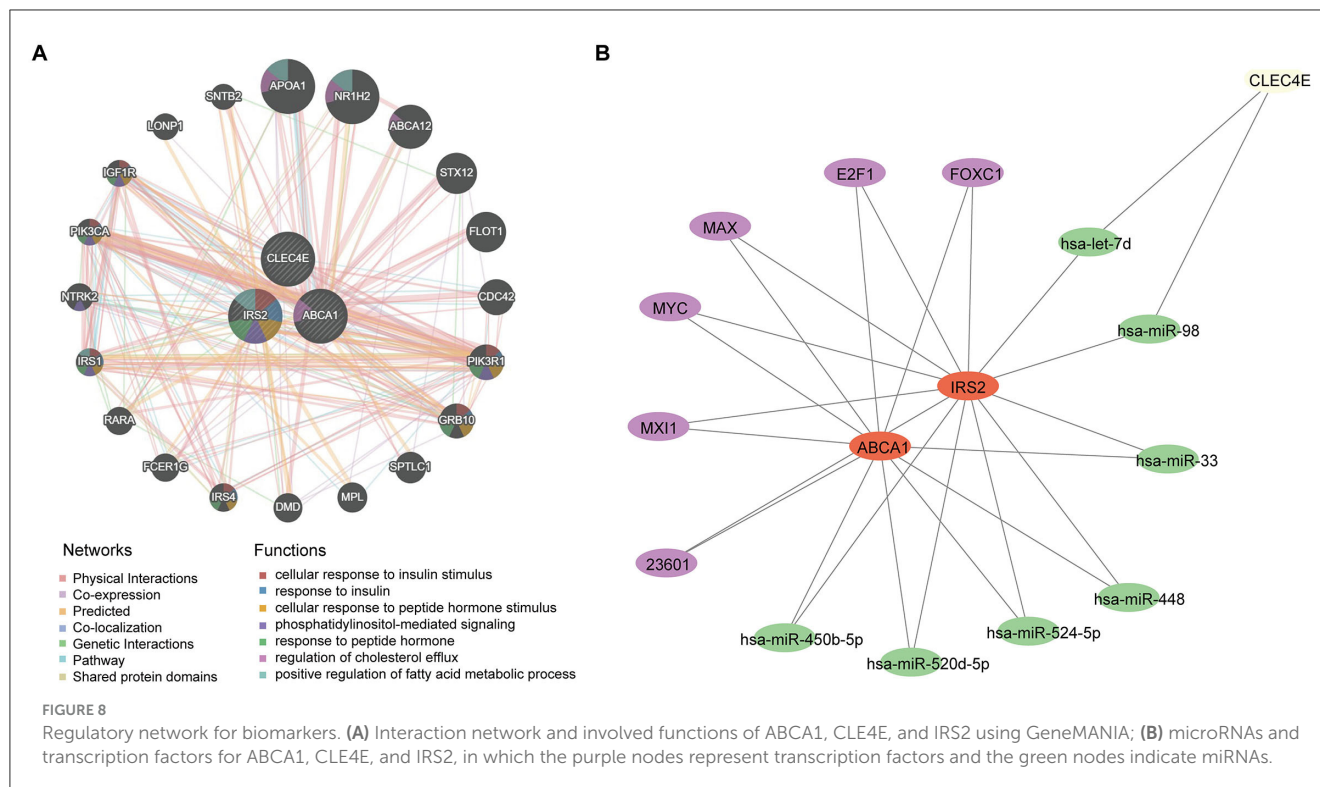 A
APOA1
NR1H2
SNTB2
ABCA12
LONP1
STX12
IGF1R
FLOT1
PIK3CA
CLEC4E
NTRK2
CDC42
IRS2
ABCA1
IRS1
PIK3R1
RARA
GRB10
FCER1G
SPTLC1
IRS4
DMD
MPL
Networks
Physical Interactions
Co-expression
Predicted
Co-localization
Genetic Interactions
Pathway
Shared protein domains
Functions
cellular response to insulin stimulus
response to insulin
cellular response to peptide hormone stimulus
phosphatidylinositol-mediated signaling
response to peptide hormone
regulation of cholesterol efflux
positive regulation of fatty acid metabolic process
B
CLEC4E
E2F1
FOXC1
MAX
hsa-let-7d
MYC
hsa-miR-98
IRS2
MXI1
ABCA1
hsa-miR-33
23601
hsa-miR-448
hsa-miR-524-5p
hsa-miR-450b-5p
hsa-miR-520d-5p
FIGURE 8
Regulatory network for biomarkers. (A) Interaction network and involved functions of ABCA1, CLE4E, and IRS2 using GeneMANIA; (B) microRNAs and
transcription factors for ABCA1, CLE4E, and IRS2, in which the purple nodes represent transcription factors and the green nodes indicate miRNAs.